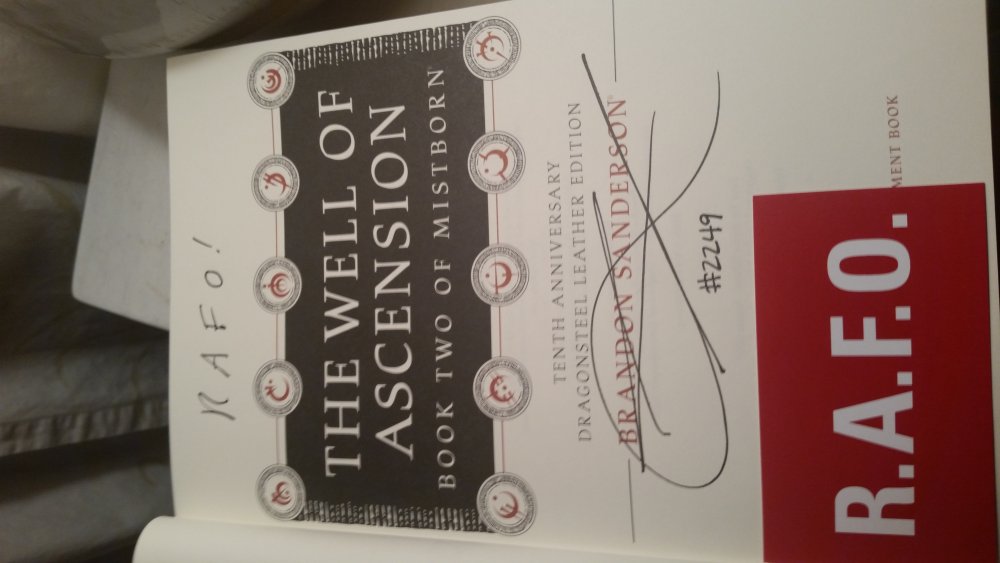 RAFO!
THE WELL OF
ASCENSION
BOOK TWO OF MISTBORN®
TENTH ANNIVERSARY
DRAGONSTEEL LEATHER EDITION
BRANDON SANDERSON®
#2249
MENT BOOK
R.A.F.O.